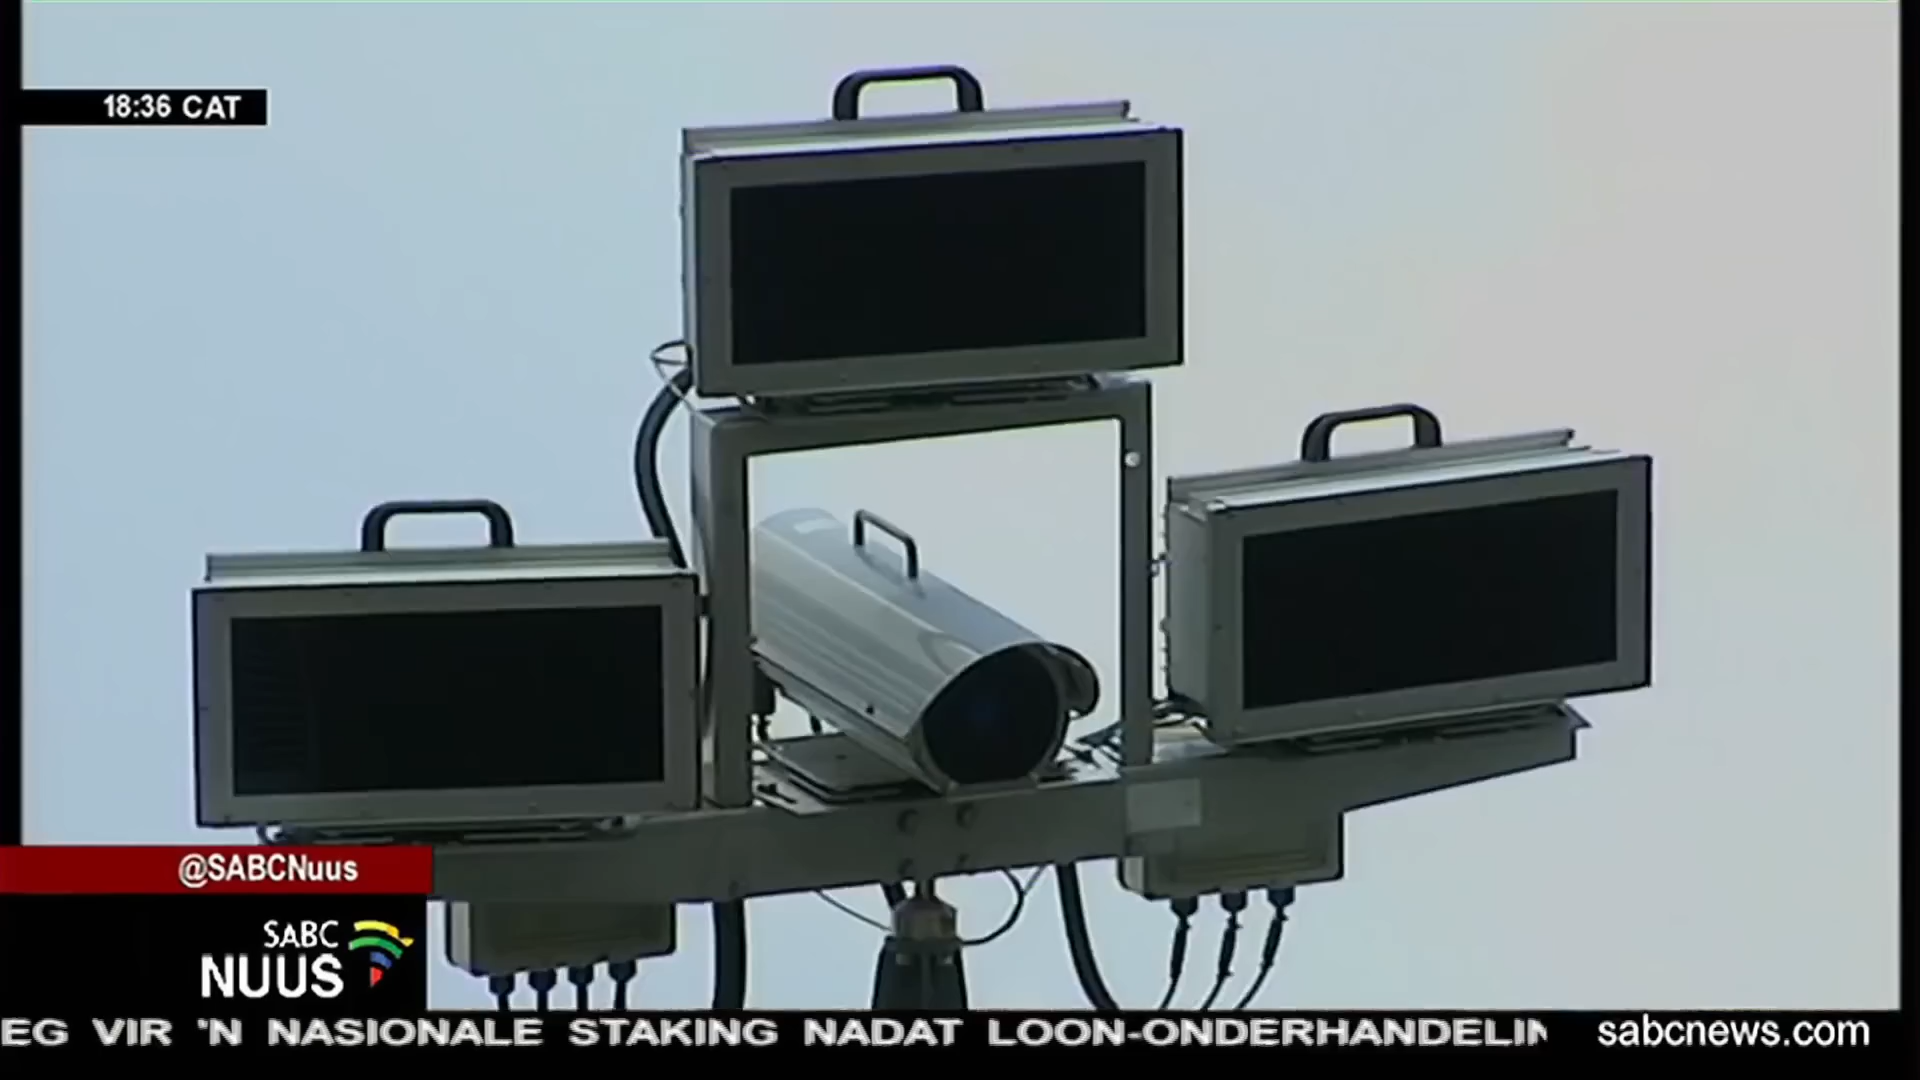 18:36 CAT
@SABCNuus
SABC
NUUS
EG VIR 'N NASIONALE STAKING NADAT LOON-ONDERHANDELIN
sabcnews.com